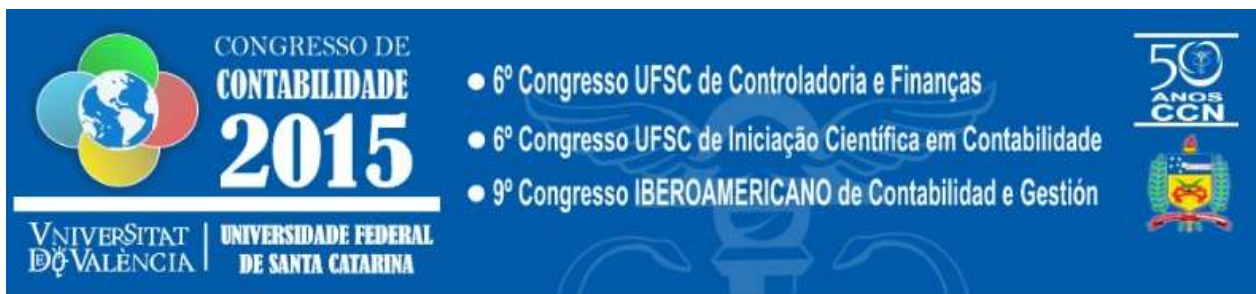 CONGRESSO DE
CONTABILIDADE
2015
VNIVERSITAT
DE VALÈNCIA
UNIVERSIDADE FEDERAL
DE SANTA CATARINA
● 6º Congresso UFSC de Controladoria e Finanças
● 6º Congresso UFSC de Iniciação Científica em Contabilidade
● 9º Congresso IBEROAMERICANO de Contabilidad e Gestión
50
ANOS
CCN